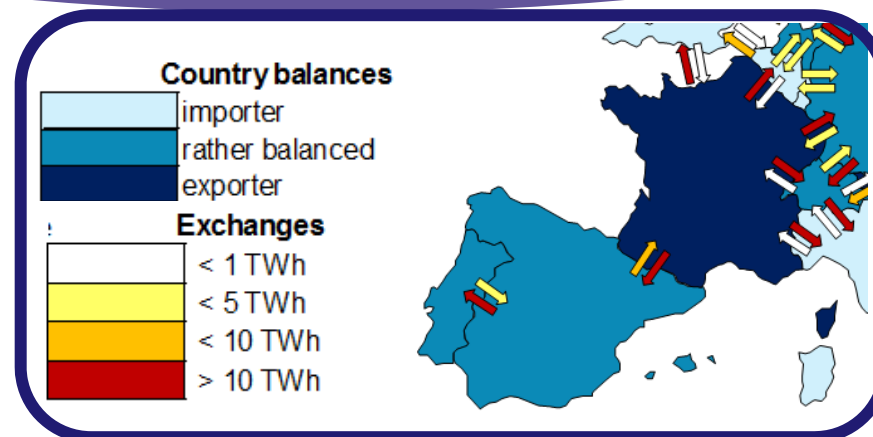 Country balances
importer
rather balanced
exporter
Exchanges
< 1 TWh
< 5 TWh
< 10 TWh
> 10 TWh